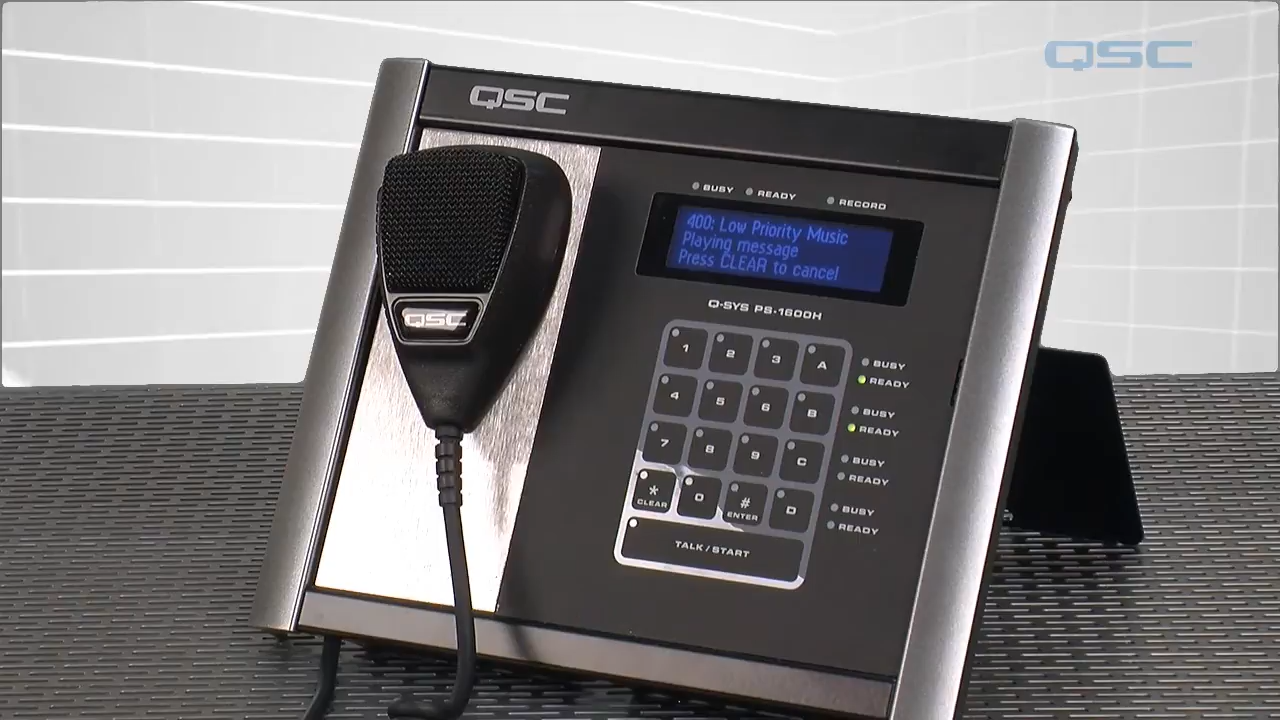 QSC
QSC
BUSY READY RECORD
400: Low Priority Music
Playing message
Press CLEAR to cancel
QSC
Q-SYS PS-1600H
1 2 3 A
BUSY
READY
4 5 6 B
BUSY
READY
7 8 9 C
BUSY
READY
* 0 # D
CLEAR ENTER
BUSY
READY
TALK / START